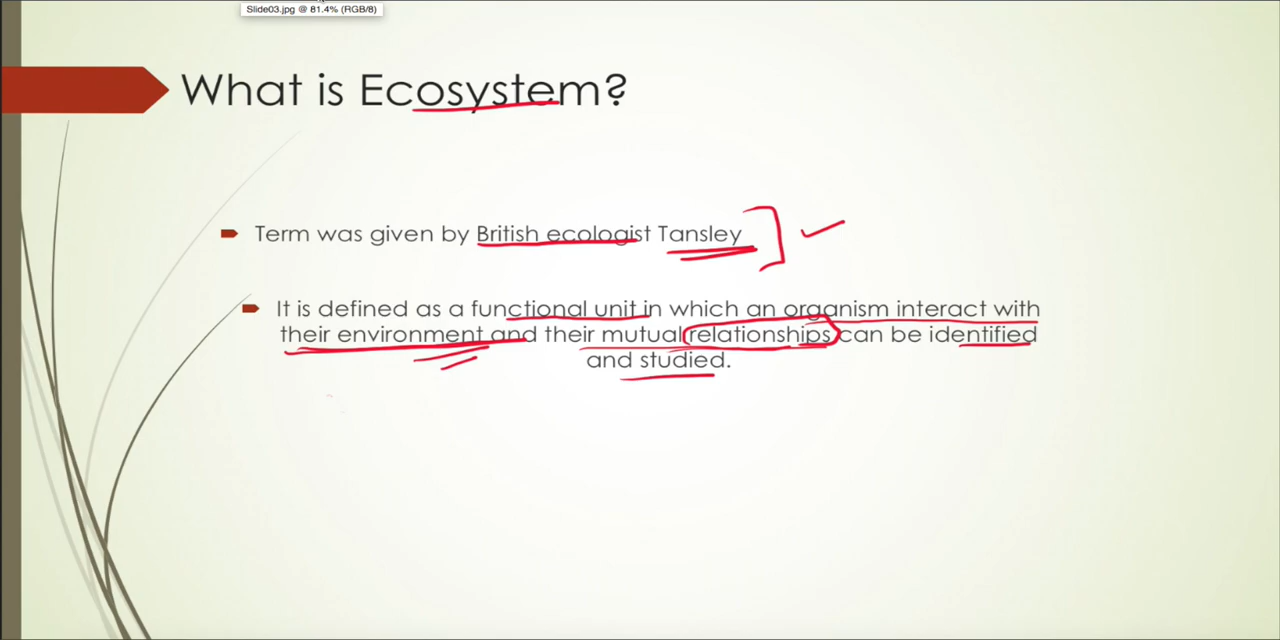 Slide03.jpg @ 81.4% (RGB/8)
What is Ecosystem?
Term was given by British ecologist Tansley
It is defined as a functional unit in which an organism interact with
their environment and their mutual relationships can be identified
and studied.